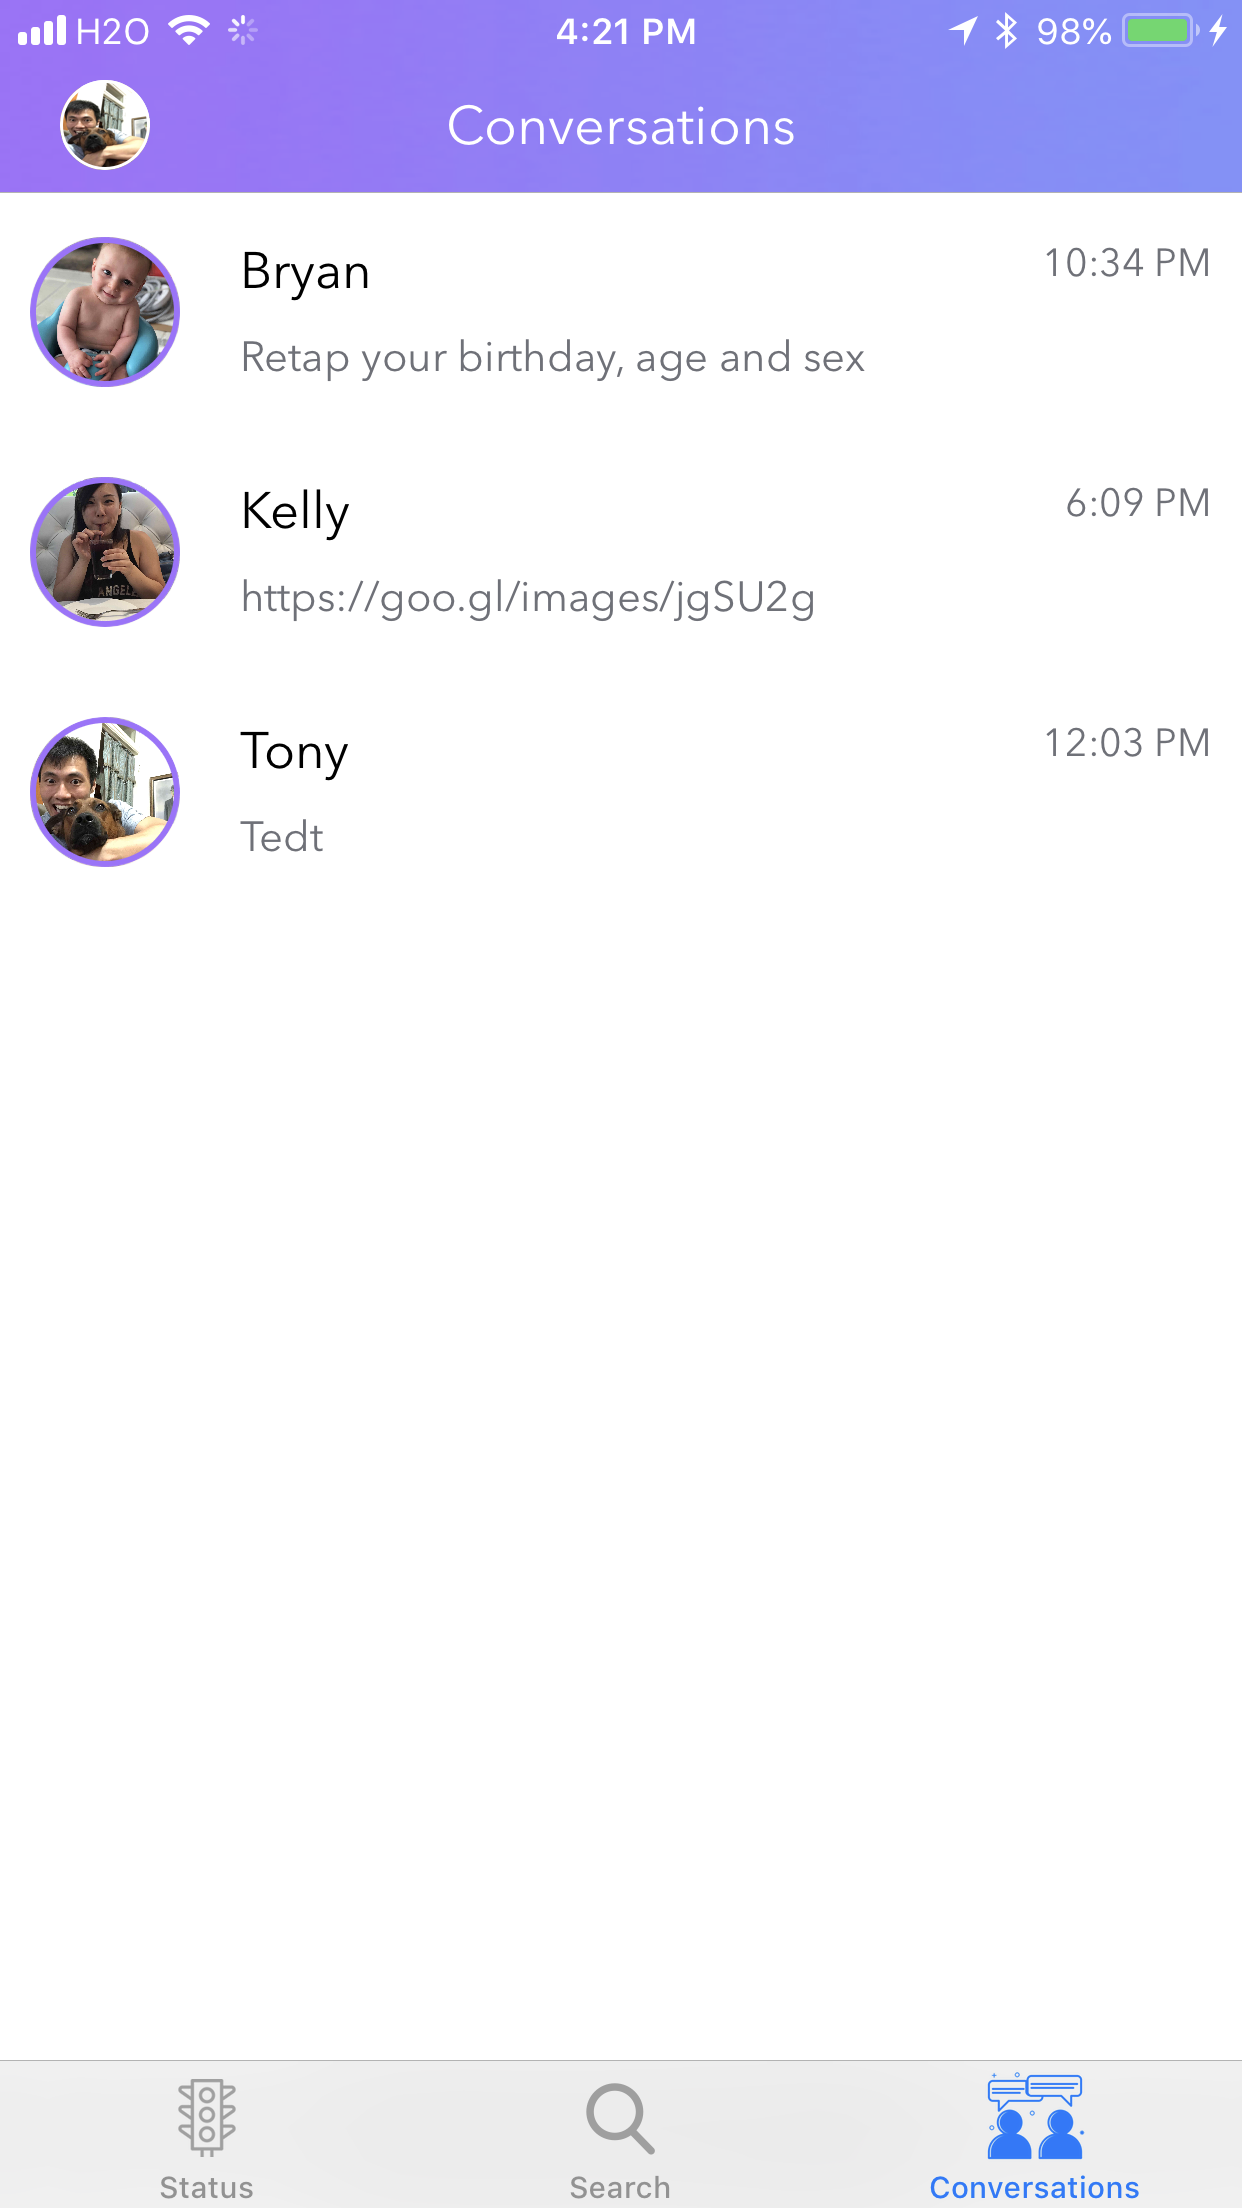 H2O 4:21 PM 98%
Conversations
Bryan 10:34 PM
Retap your birthday, age and sex
Kelly 6:09 PM
https://goo.gl/images/jgSU2g
ANGEL
Tony 12:03 PM
Tedt
Status Search Conversations